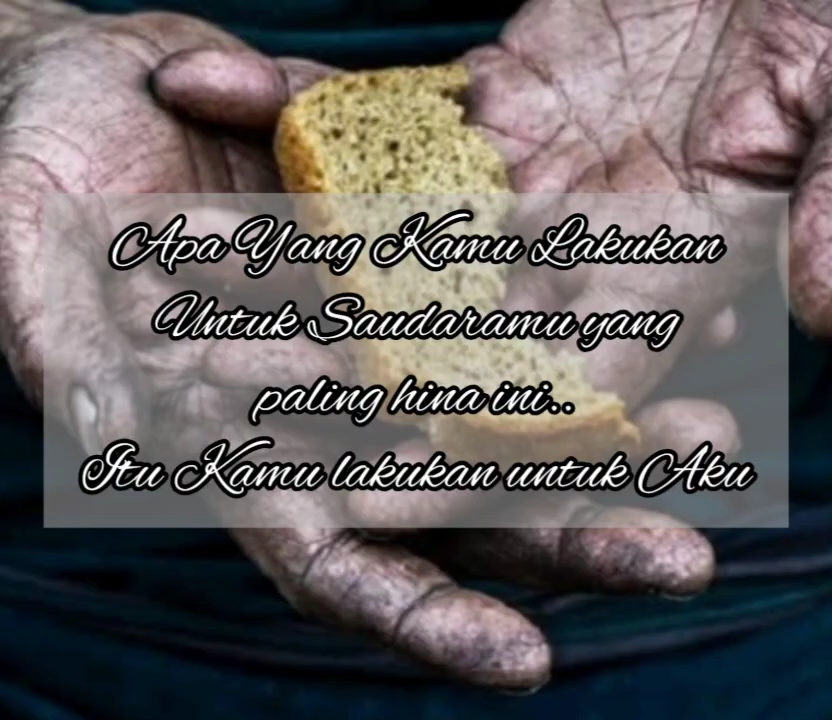 Apa Yang Kamu Lakukan
Untuk Saudaramu yang
paling hina ini..
Itu Kamu lakukan untuk Aku